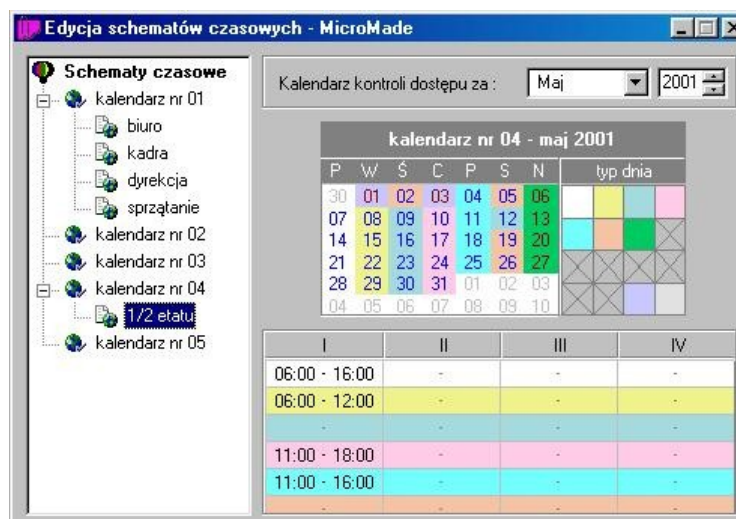 Edycja schematów czasowych - MicroMade
Schematy czasowe
kalendarz nr 01
biuro
kadra
dyrekcja
sprzątanie
kalendarz nr 02
kalendarz nr 03
kalendarz nr 04
1/2 etatu
kalendarz nr 05
Kalendarz kontroli dostępu za : Maj 2001
kalendarz nr 04 - maj 2001
P W Ś C P S N typ dnia
30 01 02 03 04 05 06
07 08 09 10 11 12 13
14 15 16 17 18 19 20
21 22 23 24 25 26 27
28 29 30 31 01 02 03
04 05 06 07 08 09 10
I II III IV
06:00 - 16:00 - - -
06:00 - 12:00 - - -
- - - -
11:00 - 18:00 - - -
11:00 - 16:00 - - -
- - - -